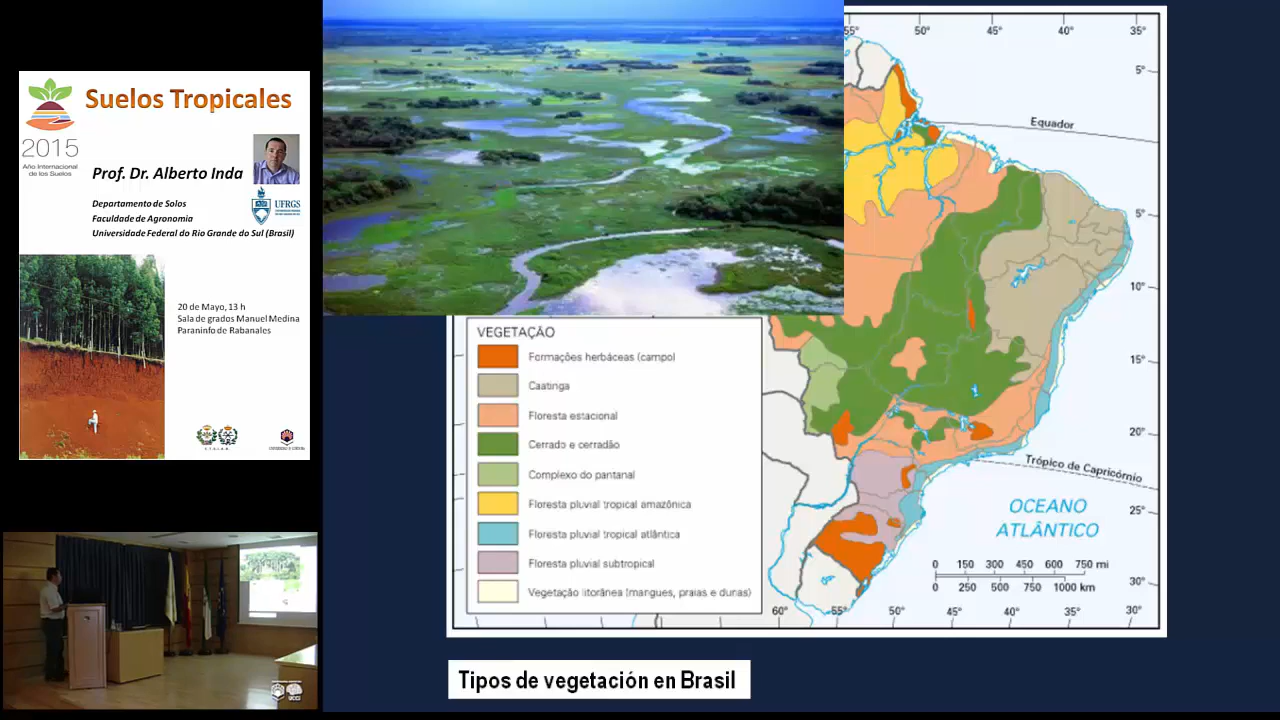 Suelos Tropicales
2015
Año Internacional
de los Suelos
Prof. Dr. Alberto Inda
UFRGS
Departamento de Solos
Faculdade de Agronomia
Universidade Federal do Rio Grande do Sul (Brasil)
20 de Mayo, 13 h
Sala de grados Manuel Medina
Paraninfo de Rabanales
55° 50° 45° 40° 35°
5°
Equador
5°
10°
15°
20°
Trópico de Capricórnio
25°
30°
OCEANO
ATLÂNTICO
0 150 300 450 600 750 mi
0 250 500 750 1000 km
60° 55° 50° 45° 40° 35° 30°
VEGETAÇÃO
Formações herbáceas (campo)
Caatinga
Floresta estacional
Cerrado e cerradão
Complexo do pantanal
Floresta pluvial tropical amazônica
Floresta pluvial tropical atlântica
Floresta pluvial subtropical
Vegetação litorânea (mangues, praias e dunas)
Tipos de vegetación en Brasil